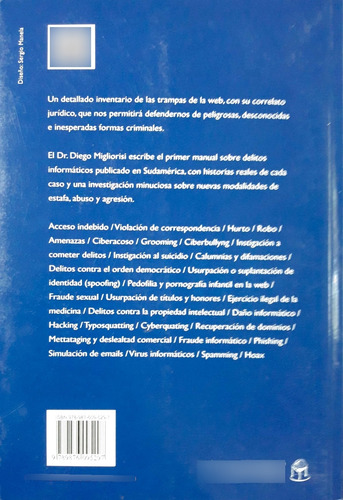 Diseño: Sergio Manela
Un detallado inventario de las trampas de la web, con su correlato
jurídico, que nos permitirá defendernos de peligrosas, desconocidas
e inesperadas formas criminales.
El Dr. Diego Migliorisi escribe el primer manual sobre delitos
informáticos publicado en Sudamérica, con historias reales de cada
caso y una investigación minuciosa sobre nuevas modalidades de
estafa, abuso y agresión.
Acceso indebido / Violación de correspondencia / Hurto / Robo /
Amenazas / Ciberacoso / Grooming / Ciberbullyng / Instigación a
cometer delitos / Instigación al suicidio / Calumnias y difamaciones /
Delitos contra el orden democrático / Usurpación o suplantación de
identidad (spoofing) / Pedofilia y pornografía infantil en la web /
Fraude sexual / Usurpación de títulos y honores / Ejercicio ilegal de la
medicina / Delitos contra la propiedad intelectual / Daño informático /
Hacking / Typosquatting / Cyberquating / Recuperación de dominios /
Mettataging y deslealtad comercial / Fraude informático / Phishing /
Simulación de emails / Virus informáticos / Spamming / Hoax